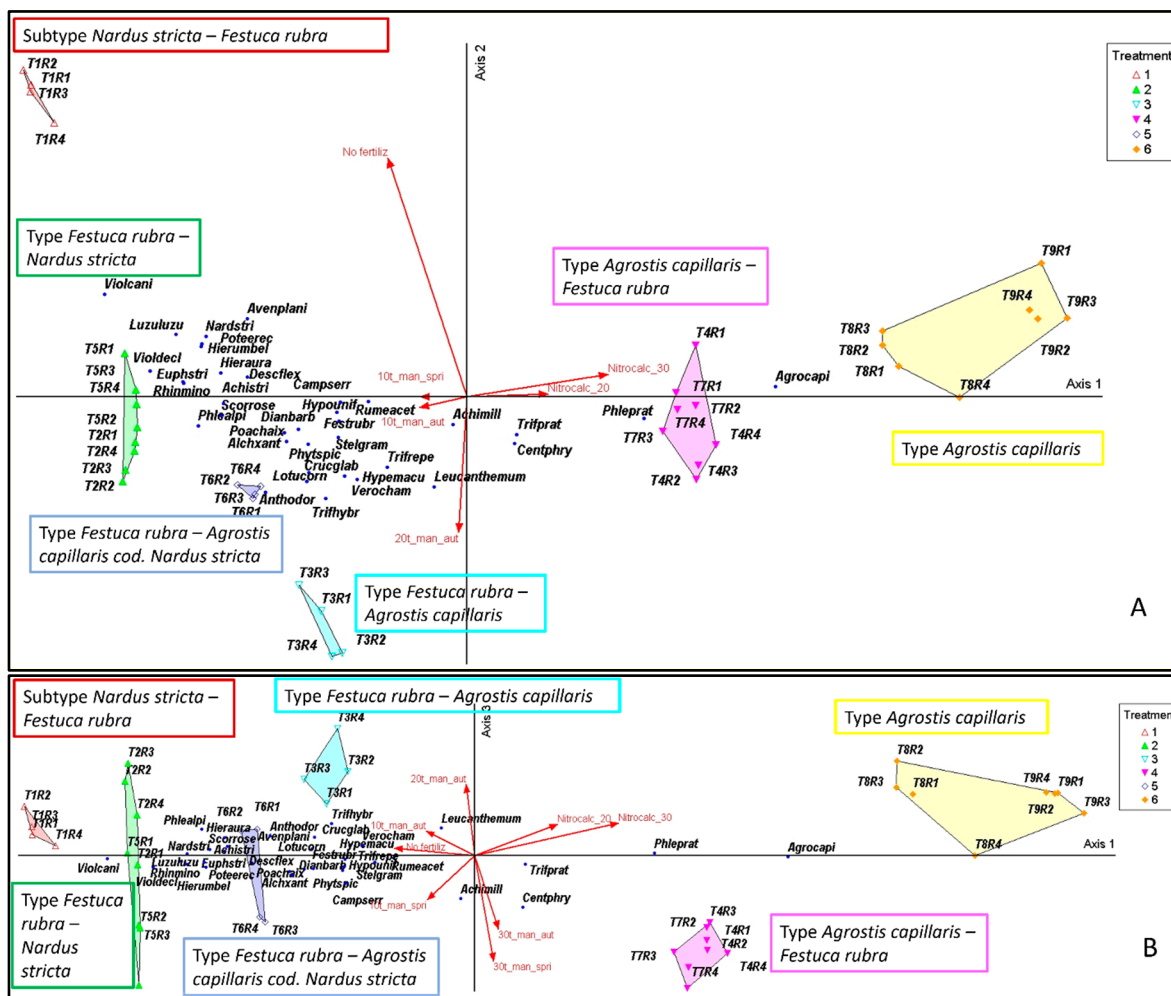 Subtype Nardus stricta – Festuca rubra
T1R2
T1R1
T1R3
T1R4
Axis 2
Treatment
1
2
3
4
5
6
No fertiliz
Type Festuca rubra –
Nardus stricta
Type Agrostis capillaris –
Festuca rubra
T9R1
T9R4
T9R3
T9R2
T8R3
T8R2
T8R1
T8R4
Violcani
Avenplani
Luzuluzu
Nardstri
Poteerec
Hierumbel
T5R1
T5R3
T5R4
Violdecl
Euphstri
Rhinmino
Hieraura
Descflex
Achistri
Campserr
10t_man_spri
Nitrocalc_30
Nitrocalc_20
T4R1
T7R1
Agrocapi
Axis 1
Scorrose
Hypounif
Rumeacet
10t_man_aut
Achimill
Phleprat
T7R2
T7R4
T7R3
T4R4
T4R3
T4R2
T5R2
T2R1
T2R4
T2R3
T2R2
Phlealpi
Dianbarb
Festrubr
Poachaix
Alchxant
Stelgram
Phytspic
Trifprat
Centphry
Type Agrostis capillaris
Crucglab
Trifrepe
T6R4
T6R2
T6R3
T6R1
Lotucorn
Hypemacu
Verocham
Leucanthemum
Anthodor
Trifhybr
20t_man_aut
Type Festuca rubra – Agrostis
capillaris cod. Nardus stricta
T3R3
T3R1
T3R4
T3R2
Type Festuca rubra –
Agrostis capillaris
A
Subtype Nardus stricta –
Festuca rubra
Type Festuca rubra – Agrostis capillaris
Axis 3
Type Agrostis capillaris
Treatment
1
2
3
4
5
6
T3R4
T3R2
T3R3
T3R1
T2R3
T2R2
T2R4
T1R2
T1R3
T1R1
T1R4
T8R2
T8R3
T8R1
T9R4
T9R1
T9R2
T9R3
T8R4
20t_man_aut
10t_man_aut
Nitrocalc_20
Nitrocalc_30
Leucanthemum
Trifhybr
T6R2
T6R1
Phlealpi
Hieraura
Scorrose
Anthodor
Avenplani
Crucglab
Verocham
Hypemacu
T5R1
T2R1
Nardstri
Achistri
Lotucorn
No fertiliz
Festrubr
Trifrepe
Rumeacet
Phleprat
Agrocapi
Axis 1
Violcani
Luzuluzu
Rhinmino
Violdecl
Euphstri
Poteerec
Hierumbel
Descflex
Poachaix
Alchxant
Dianbarb
Hypounif
Phytspic
Stelgram
Campserr
Trifprat
Achimill
Centphry
10t_man_spri
30t_man_aut
30t_man_spri
T5R2
T5R3
T6R4
T6R3
Type Festuca
rubra –
Nardus
stricta
Type Festuca rubra – Agrostis
capillaris cod. Nardus stricta
T7R2
T4R3
T4R1
T4R2
T7R3
T7R4
T4R4
Type Agrostis capillaris –
Festuca rubra
B